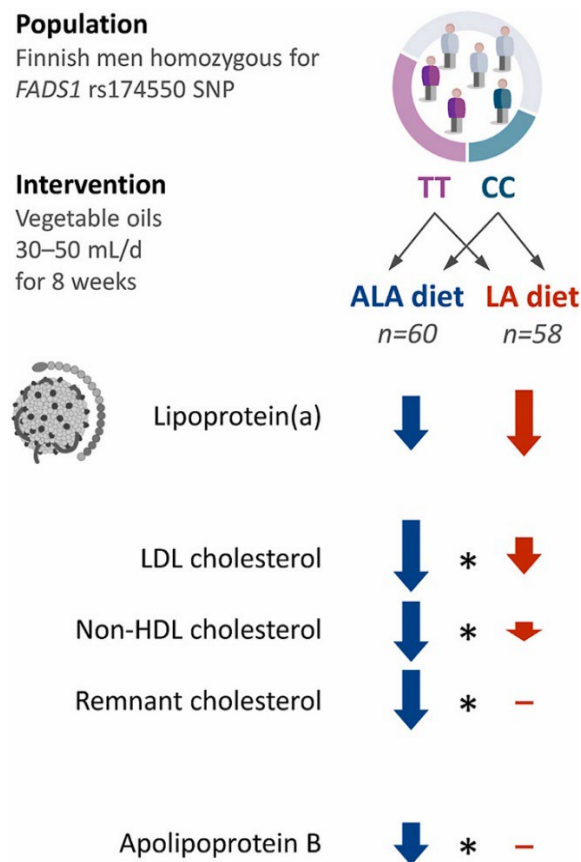 Population
Finnish men homozygous for
FADS1 rs174550 SNP
Intervention
Vegetable oils
30–50 mL/d
for 8 weeks
TT CC
ALA diet LA diet
n=60 n=58
Lipoprotein(a)
LDL cholesterol *
Non-HDL cholesterol *
Remnant cholesterol * –
Apolipoprotein B * –